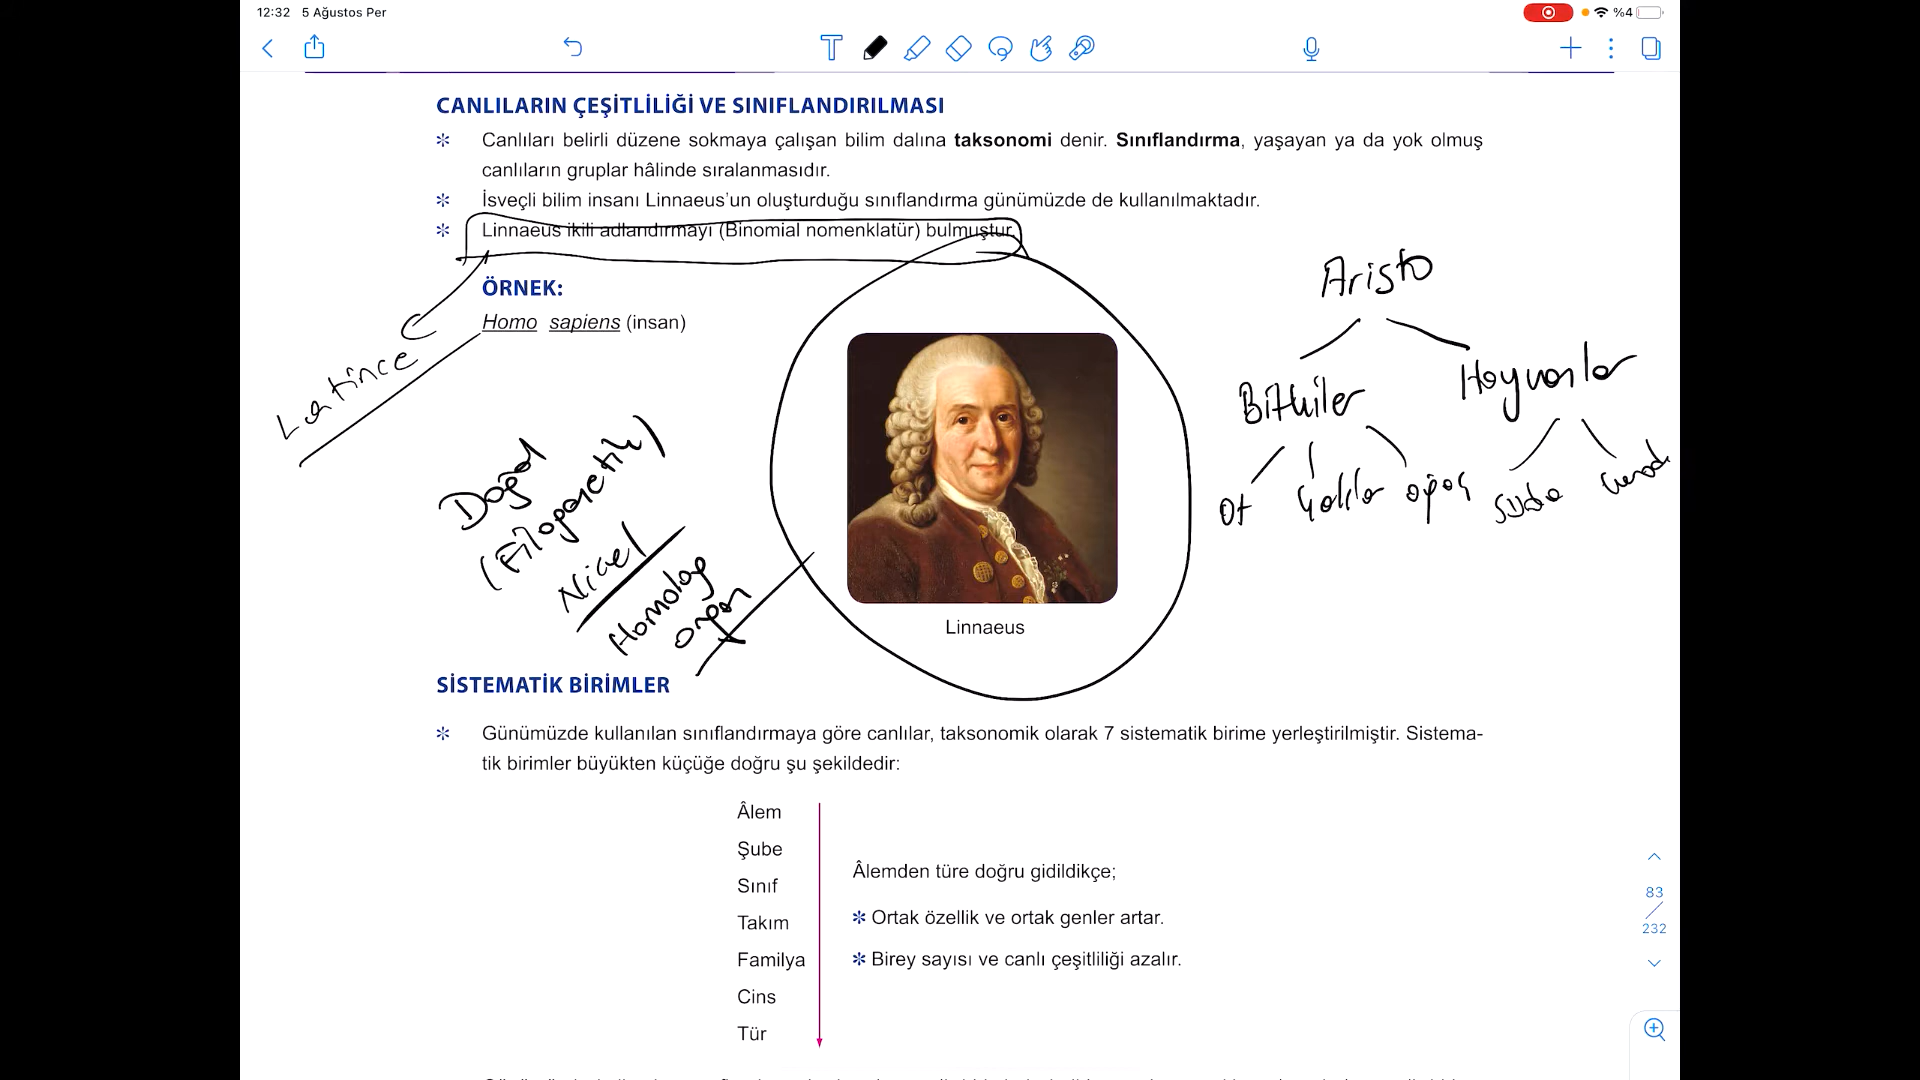 12:32 5 Ağustos Per
%4
CANLILARIN ÇEŞİTLİLİĞİ VE SINIFLANDIRILMASI
Canlıları belirli düzene sokmaya çalışan bilim dalına taksonomi denir. Sınıflandırma, yaşayan ya da yok olmuş
canlıların gruplar hâlinde sıralanmasıdır.
İsveçli bilim insanı Linnaeus’un oluşturduğu sınıflandırma günümüzde de kullanılmaktadır.
Linnaeus ikili adlandırmayı (Binomial nomenklatür) bulmuştur.
ÖRNEK:
Homo sapiens (insan)
Latince
Aristo
Bitkiler
Hayvanlar
Ot Çalılar ağaç
Doğal
(Filogenetik)
Nicel
Homolog
organ
Linnaeus
SİSTEMATİK BİRİMLER
Günümüzde kullanılan sınıflandırmaya göre canlılar, taksonomik olarak 7 sistematik birime yerleştirilmiştir. Sistema-
tik birimler büyükten küçüğe doğru şu şekildedir:
Âlem
Şube
Sınıf
Takım
Familya
Cins
Tür
Âlemden türe doğru gidildikçe;
Ortak özellik ve ortak genler artar.
Birey sayısı ve canlı çeşitliliği azalır.
83
232